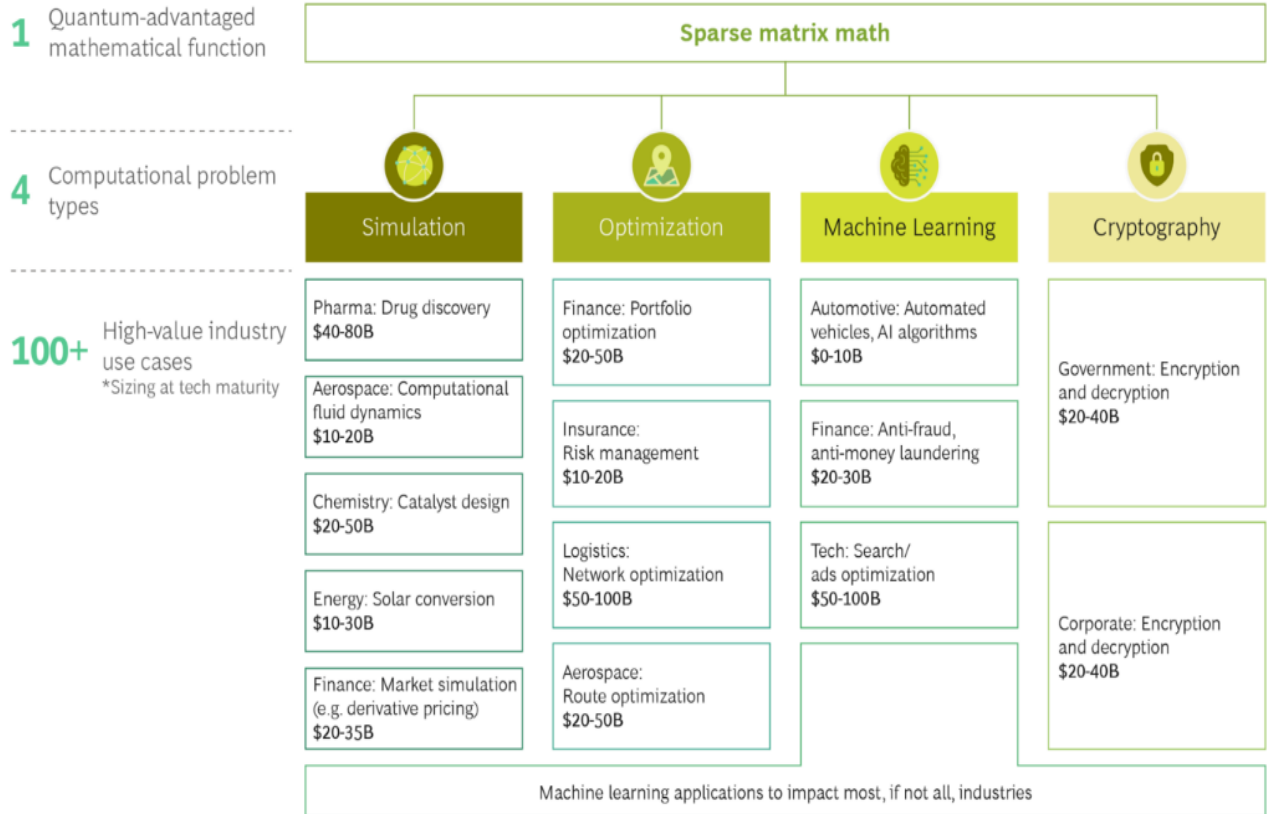 1 Quantum-advantaged
mathematical function
Sparse matrix math
4 Computational problem
types
Simulation
Optimization
Machine Learning
Cryptography
100+ High-value industry
use cases
*Sizing at tech maturity
Pharma: Drug discovery
$40-80B
Aerospace: Computational
fluid dynamics
$10-20B
Chemistry: Catalyst design
$20-50B
Energy: Solar conversion
$10-30B
Finance: Market simulation
(e.g. derivative pricing)
$20-35B
Finance: Portfolio
optimization
$20-50B
Insurance:
Risk management
$10-20B
Logistics:
Network optimization
$50-100B
Aerospace:
Route optimization
$20-50B
Automotive: Automated
vehicles, AI algorithms
$0-10B
Finance: Anti-fraud,
anti-money laundering
$20-30B
Tech: Search/
ads optimization
$50-100B
Government: Encryption
and decryption
$20-40B
Corporate: Encryption
and decryption
$20-40B
Machine learning applications to impact most, if not all, industries